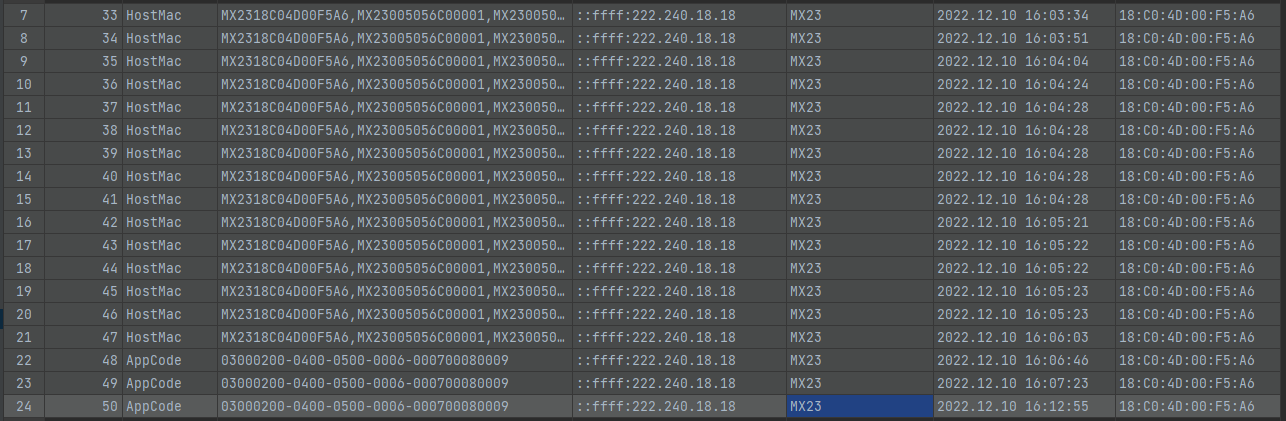 7 33 HostMac MX2318C04D00F5A6,MX23005056C00001,MX230050… ::ffff:222.240.18.18 MX23 2022.12.10 16:03:34 18:C0:4D:00:F5:A6
8 34 HostMac MX2318C04D00F5A6,MX23005056C00001,MX230050… ::ffff:222.240.18.18 MX23 2022.12.10 16:03:51 18:C0:4D:00:F5:A6
9 35 HostMac MX2318C04D00F5A6,MX23005056C00001,MX230050… ::ffff:222.240.18.18 MX23 2022.12.10 16:04:04 18:C0:4D:00:F5:A6
10 36 HostMac MX2318C04D00F5A6,MX23005056C00001,MX230050… ::ffff:222.240.18.18 MX23 2022.12.10 16:04:24 18:C0:4D:00:F5:A6
11 37 HostMac MX2318C04D00F5A6,MX23005056C00001,MX230050… ::ffff:222.240.18.18 MX23 2022.12.10 16:04:28 18:C0:4D:00:F5:A6
12 38 HostMac MX2318C04D00F5A6,MX23005056C00001,MX230050… ::ffff:222.240.18.18 MX23 2022.12.10 16:04:28 18:C0:4D:00:F5:A6
13 39 HostMac MX2318C04D00F5A6,MX23005056C00001,MX230050… ::ffff:222.240.18.18 MX23 2022.12.10 16:04:28 18:C0:4D:00:F5:A6
14 40 HostMac MX2318C04D00F5A6,MX23005056C00001,MX230050… ::ffff:222.240.18.18 MX23 2022.12.10 16:04:28 18:C0:4D:00:F5:A6
15 41 HostMac MX2318C04D00F5A6,MX23005056C00001,MX230050… ::ffff:222.240.18.18 MX23 2022.12.10 16:04:28 18:C0:4D:00:F5:A6
16 42 HostMac MX2318C04D00F5A6,MX23005056C00001,MX230050… ::ffff:222.240.18.18 MX23 2022.12.10 16:05:21 18:C0:4D:00:F5:A6
17 43 HostMac MX2318C04D00F5A6,MX23005056C00001,MX230050… ::ffff:222.240.18.18 MX23 2022.12.10 16:05:22 18:C0:4D:00:F5:A6
18 44 HostMac MX2318C04D00F5A6,MX23005056C00001,MX230050… ::ffff:222.240.18.18 MX23 2022.12.10 16:05:22 18:C0:4D:00:F5:A6
19 45 HostMac MX2318C04D00F5A6,MX23005056C00001,MX230050… ::ffff:222.240.18.18 MX23 2022.12.10 16:05:23 18:C0:4D:00:F5:A6
20 46 HostMac MX2318C04D00F5A6,MX23005056C00001,MX230050… ::ffff:222.240.18.18 MX23 2022.12.10 16:05:23 18:C0:4D:00:F5:A6
21 47 HostMac MX2318C04D00F5A6,MX23005056C00001,MX230050… ::ffff:222.240.18.18 MX23 2022.12.10 16:06:03 18:C0:4D:00:F5:A6
22 48 AppCode 03000200-0400-0500-0006-000700080009 ::ffff:222.240.18.18 MX23 2022.12.10 16:06:46 18:C0:4D:00:F5:A6
23 49 AppCode 03000200-0400-0500-0006-000700080009 ::ffff:222.240.18.18 MX23 2022.12.10 16:07:23 18:C0:4D:00:F5:A6
24 50 AppCode 03000200-0400-0500-0006-000700080009 ::ffff:222.240.18.18 MX23 2022.12.10 16:12:55 18:C0:4D:00:F5:A6